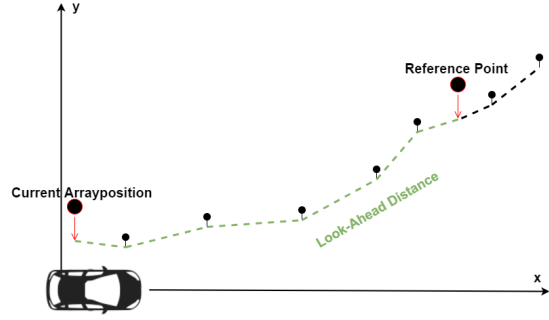 y
Reference Point
Current Arrayposition
Look-Ahead Distance
x